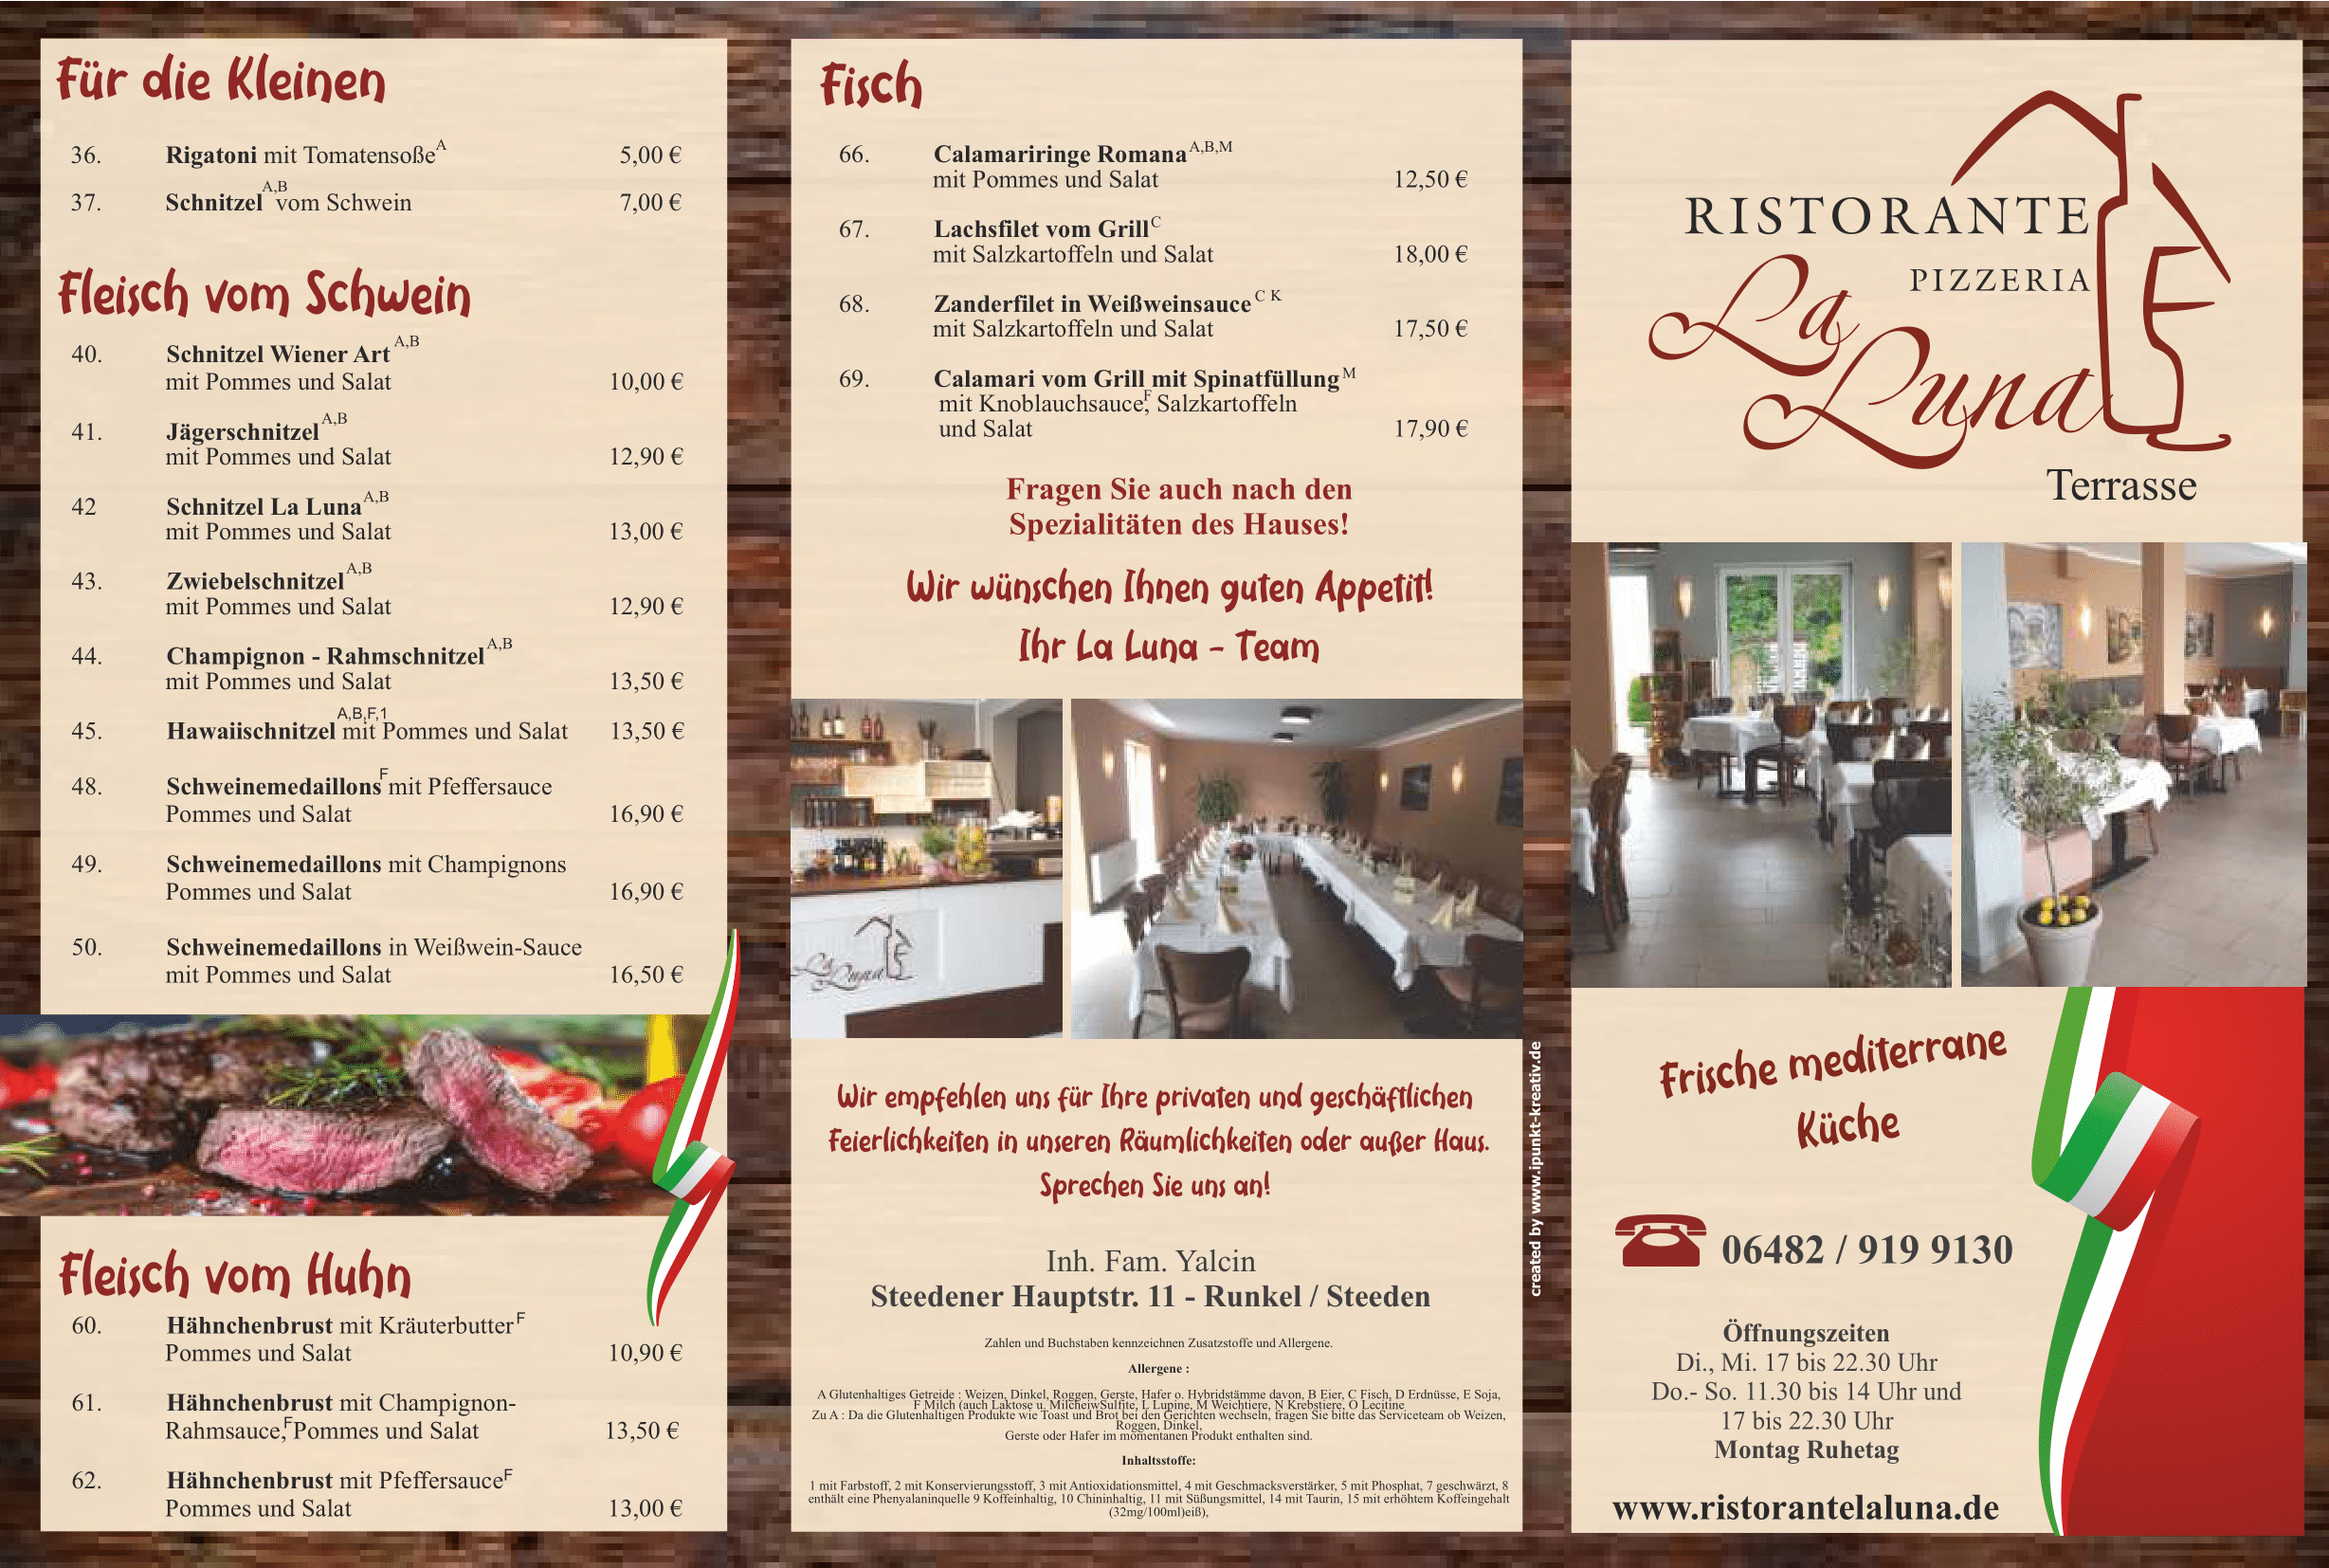 Für die Kleinen
36. Rigatoni mit Tomatensoße A 5,00 €
37. Schnitzel A,B vom Schwein 7,00 €
Fleisch vom Schwein
40. Schnitzel Wiener Art A,B
mit Pommes und Salat 10,00 €
41. Jägerschnitzel A,B
mit Pommes und Salat 12,90 €
42 Schnitzel La Luna A,B
mit Pommes und Salat 13,00 €
43. Zwiebelschnitzel A,B
mit Pommes und Salat 12,90 €
44. Champignon - Rahmschnitzel A,B
mit Pommes und Salat 13,50 €
45. Hawaiischnitzel A,B,F,1 mit Pommes und Salat 13,50 €
48. Schweinemedaillons F mit Pfeffersauce
Pommes und Salat 16,90 €
49. Schweinemedaillons mit Champignons
Pommes und Salat 16,90 €
50. Schweinemedaillons in Weißwein-Sauce
mit Pommes und Salat 16,50 €
Fleisch vom Huhn
60. Hähnchenbrust mit Kräuterbutter F
Pommes und Salat 10,90 €
61. Hähnchenbrust mit Champignon-
Rahmsauce, F Pommes und Salat 13,50 €
62. Hähnchenbrust mit Pfeffersauce F
Pommes und Salat 13,00 €
Fisch
66. Calamariringe Romana A,B,M
mit Pommes und Salat 12,50 €
67. Lachsfilet vom Grill C
mit Salzkartoffeln und Salat 18,00 €
68. Zanderfilet in Weißweinsauce C K
mit Salzkartoffeln und Salat 17,50 €
69. Calamari vom Grill mit Spinatfüllung M
mit Knoblauchsauce, F Salzkartoffeln
und Salat 17,90 €
Fragen Sie auch nach den
Spezialitäten des Hauses!
Wir wünschen Ihnen guten Appetit!
Ihr La Luna - Team
La Luna
Wir empfehlen uns für Ihre privaten und geschäftlichen
Feierlichkeiten in unseren Räumlichkeiten oder außer Haus.
Sprechen Sie uns an!
Inh. Fam. Yalcin
Steedener Hauptstr. 11 - Runkel / Steeden
Zahlen und Buchstaben kennzeichnen Zusatzstoffe und Allergene.
Allergene :
A Glutenhaltiges Getreide : Weizen, Dinkel, Roggen, Gerste, Hafer o. Hybridstämme davon, B Eier, C Fisch, D Erdnüsse, E Soja,
F Milch (auch Laktose u. L Lupine, M Weichtiere, N Krebstiere, O Lecitine
Zu A : Da die Glutenhaltigen Produkte wie Toast und Brot bei den Gerichten wechseln, fragen Sie bitte das Serviceteam ob Weizen,
Roggen, Dinkel,
Gerste oder Hafer im momentanen Produkt enthalten sind.
Inhaltsstoffe:
1 mit Farbstoff, 2 mit Konservierungsstoff, 3 mit Antioxidationsmittel, 4 mit Geschmacksverstärker, 5 mit Phosphat, 7 geschwärzt, 8
enthält eine Phenyalaninquelle 9 Koffeinhaltig, 10 Chininhaltig, 11 mit Süßungsmittel, 14 mit Taurin, 15 mit erhöhtem Koffeingehalt
(32mg/100ml)eiß),
created by www.ipunkt-kreativ.de
RISTORANTE
PIZZERIA
La
Luna
Terrasse
Frische mediterrane
Küche
06482 / 919 9130
Öffnungszeiten
Di., Mi. 17 bis 22.30 Uhr
Do.- So. 11.30 bis 14 Uhr und
17 bis 22.30 Uhr
Montag Ruhetag
www.ristorantelaluna.de